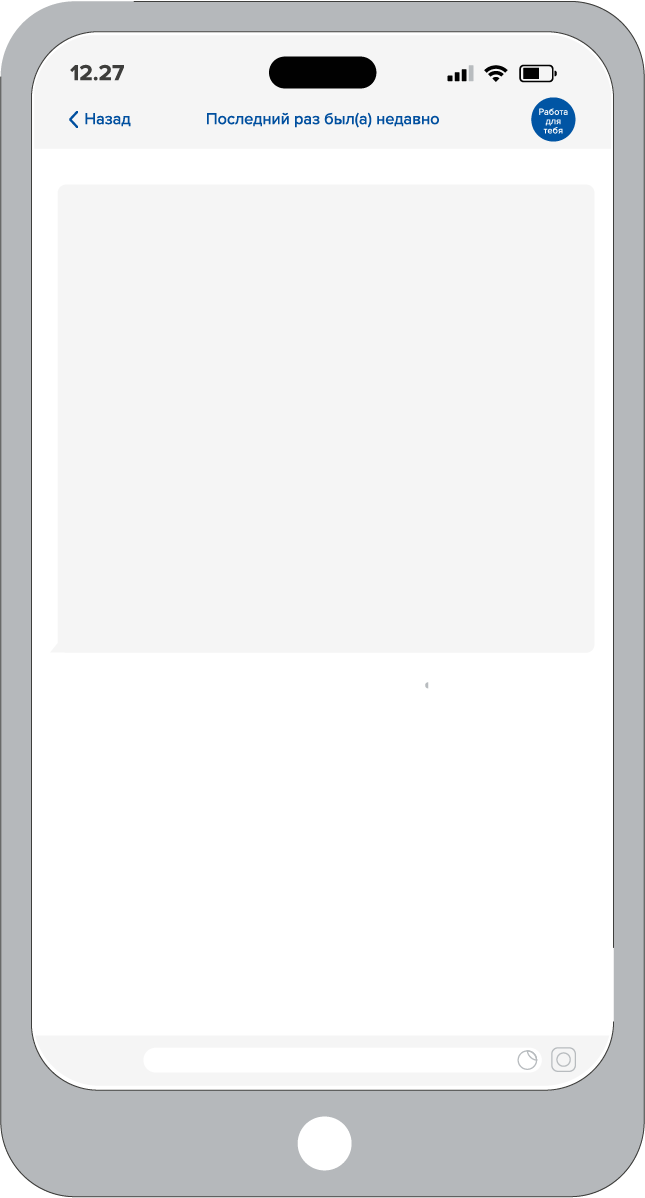 12.27
Назад
Последний раз был(а) недавно
Работа
для
тебя